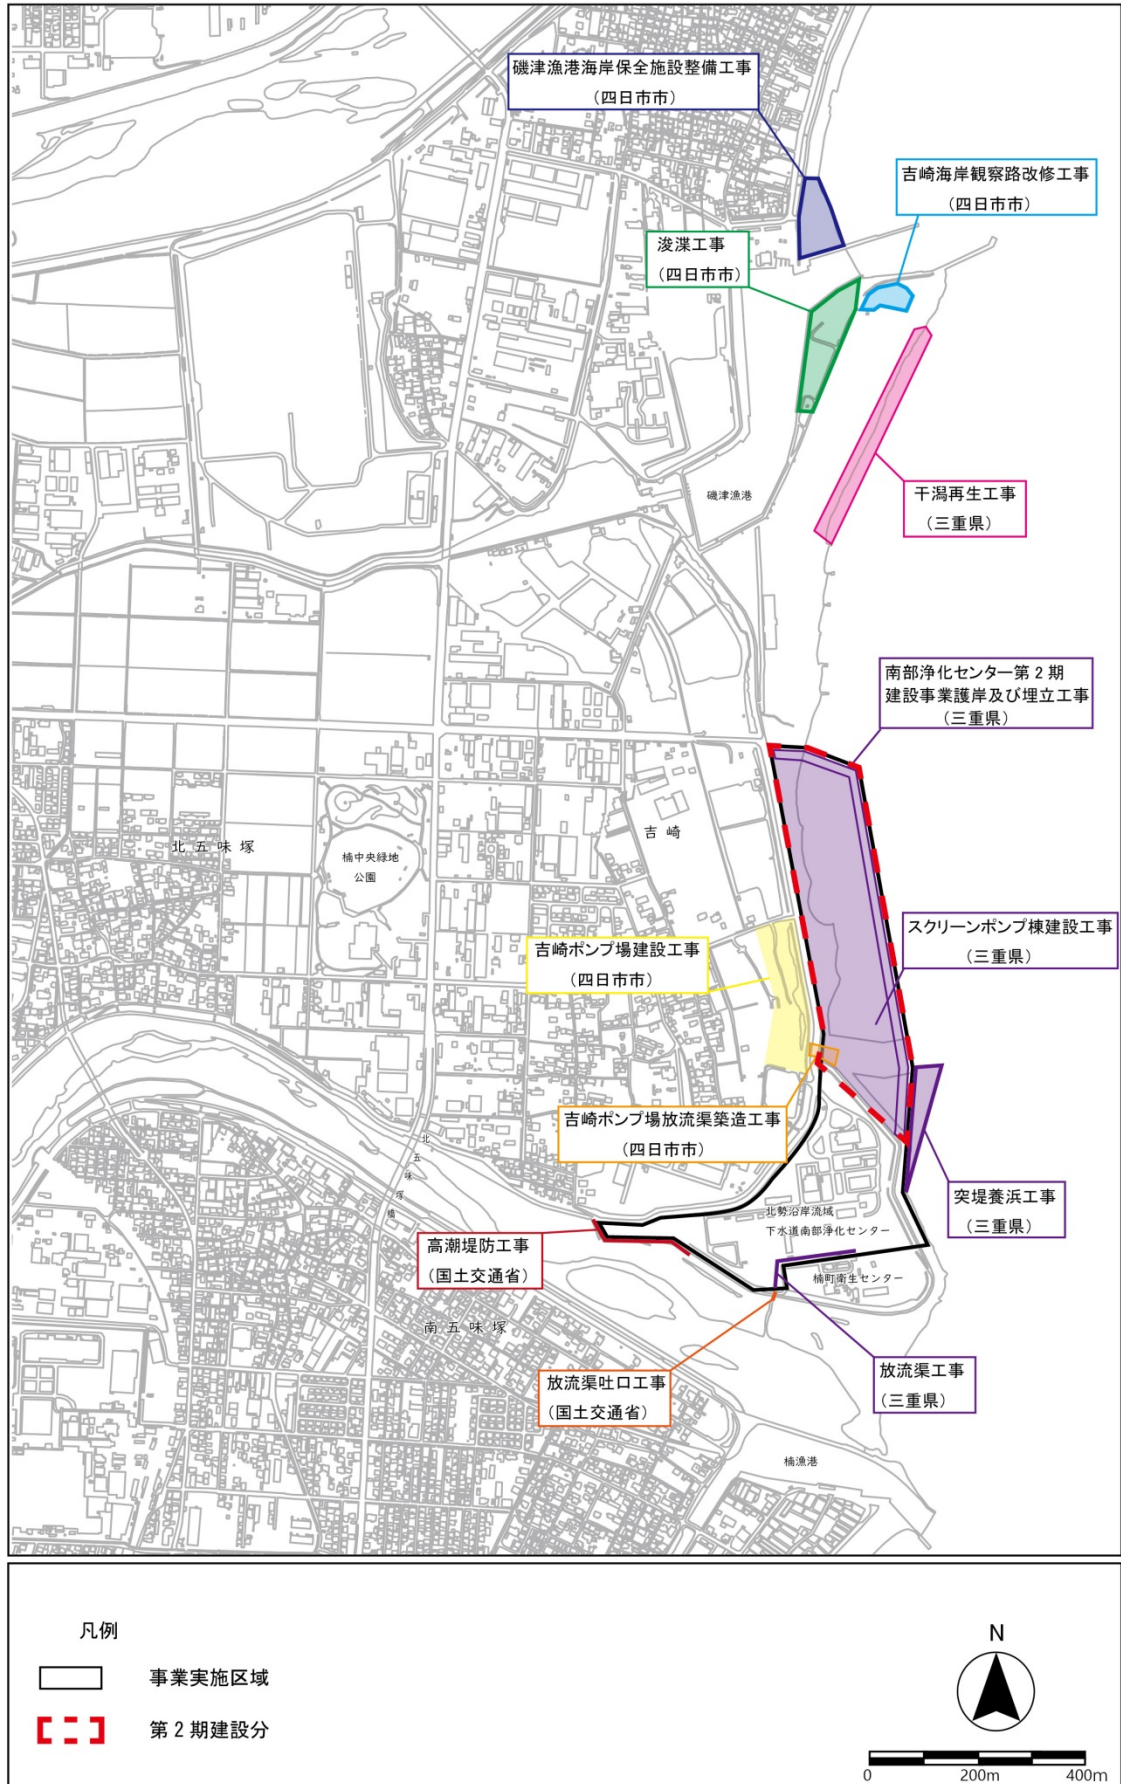 磯津漁港海岸保全施設整備工事
(四日市市)
吉崎海岸観察路改修工事
(四日市市)
浚渫工事
(四日市市)
磯津漁港
干潟再生工事
(三重県)
南部浄化センター第2期
建設事業護岸及び埋立工事
(三重県)
吉崎
北五味塚
楠中央緑地
公園
スクリーンポンプ棟建設工事
(三重県)
吉崎ポンプ場建設工事
(四日市市)
吉崎ポンプ場放流渠築造工事
(四日市市)
北五味塚橋
突堤養浜工事
(三重県)
北勢沿岸流域
下水道南部浄化センター
高潮堤防工事
(国土交通省)
楠町衛生センター
南五味塚
放流渠吐口工事
(国土交通省)
放流渠工事
(三重県)
楠漁港
凡例
事業実施区域
第2期建設分
N
0 200m 400m